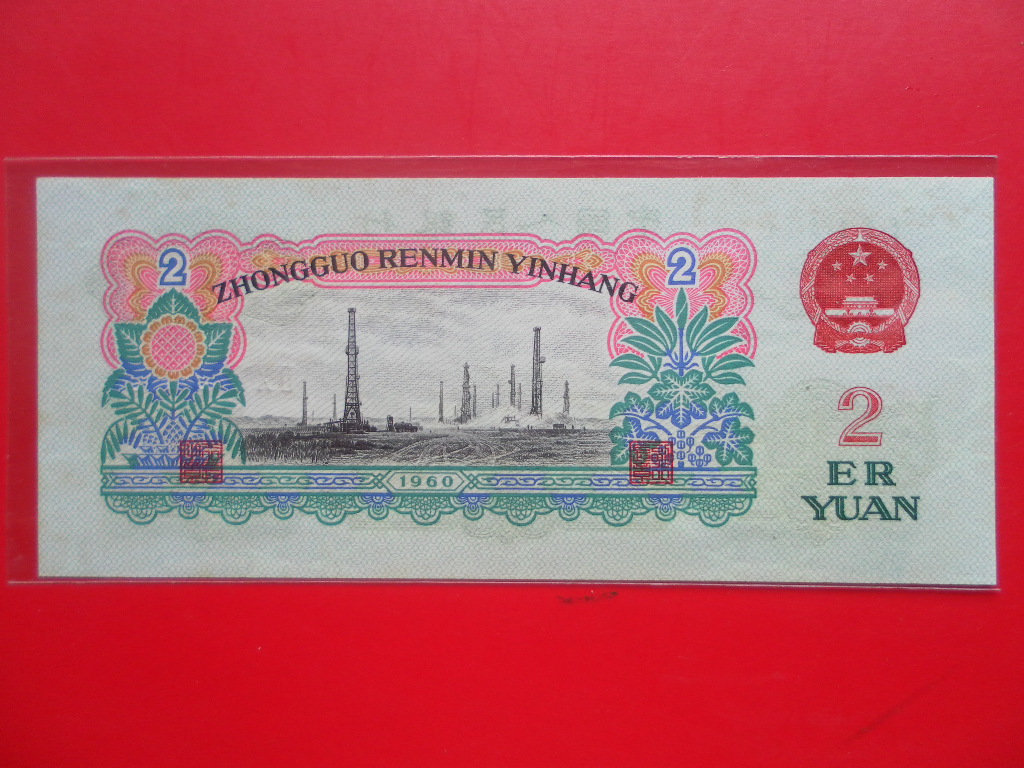 2
2
ZHONGGUO RENMIN YINHANG
1960
2
ER
YUAN